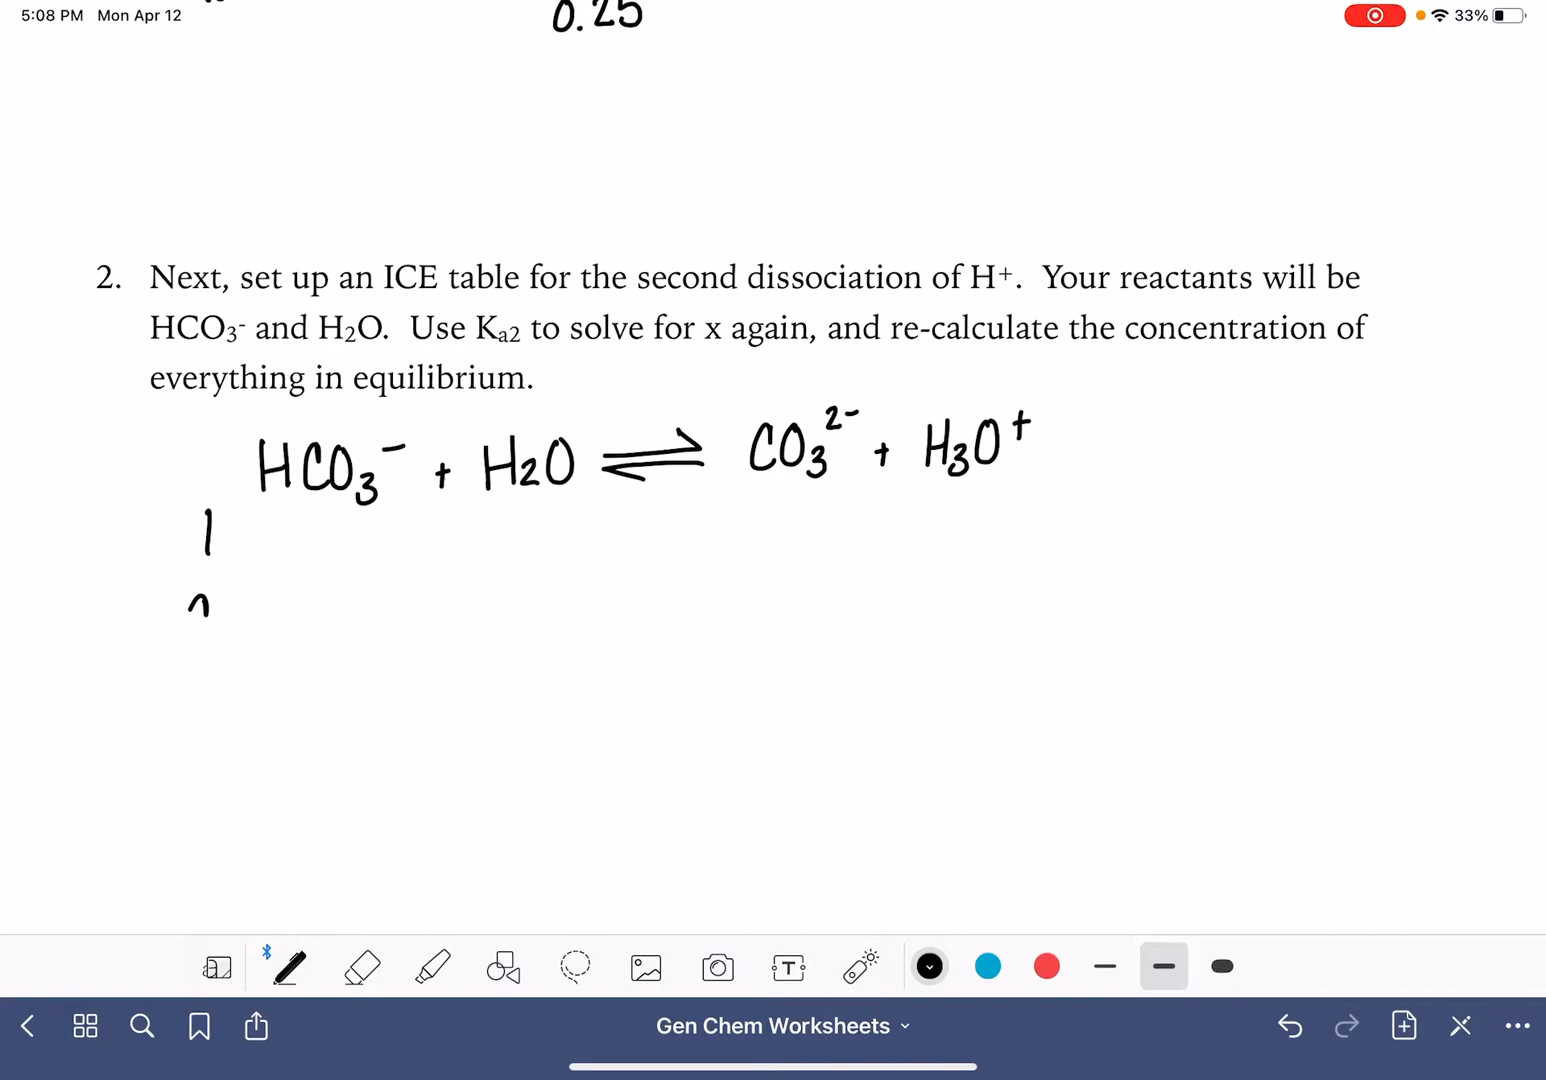 5:08 PM Mon Apr 12 33%
0.25
2. Next, set up an ICE table for the second dissociation of H+. Your reactants will be
HCO₃⁻ and H₂O. Use Kₐ₂ to solve for x again, and re-calculate the concentration of
everything in equilibrium.
HCO₃⁻ + H₂O ⇌ CO₃²⁻ + H₃O⁺
I
Gen Chem Worksheets